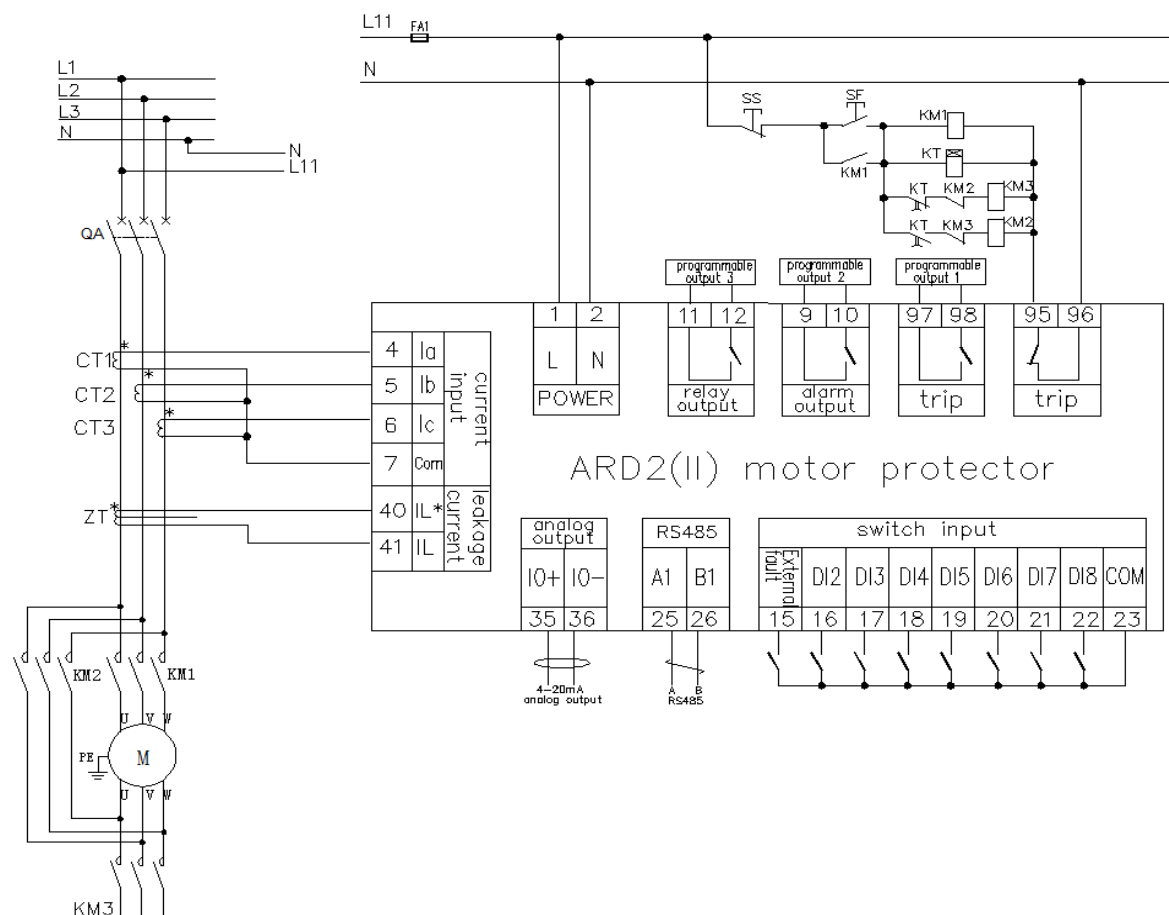 L11 FA1
N
L1
L2
L3
N
N
L11
QA
SS SF KM1
KT
KM1
KT KM2 KM3
KT KM3 KM2
programmable output 3
programmable output 2
programmable output 1
1 2
L N
POWER
11 12
relay output
9 10
alarm output
97 98
trip
95 96
trip
*
CT1
*
CT2
*
CT3
*
ZT
4 Ia
5 Ib
6 Ic
7 Com
current input
40 IL*
41 IL
leakage current
ARD2(II) motor protector
analog output
IO+ IO-
35 36
4-20mA
analog output
RS485
A1 B1
25 26
A B
RS485
switch input
External fault DI2 DI3 DI4 DI5 DI6 DI7 DI8 COM
15 16 17 18 19 20 21 22 23
KM2 KM1
U V W
PE M
U V W
KM3